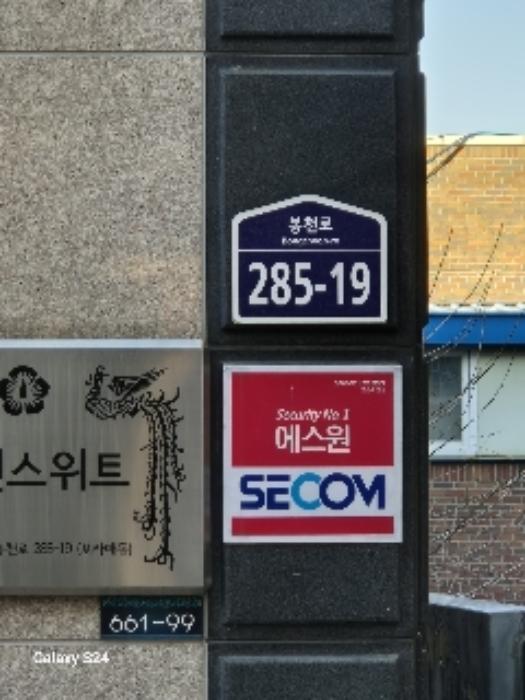 봉천로
285-19
Security No 1
에스원
SECOM
스위트
285-19
661-99
Galaxy S24